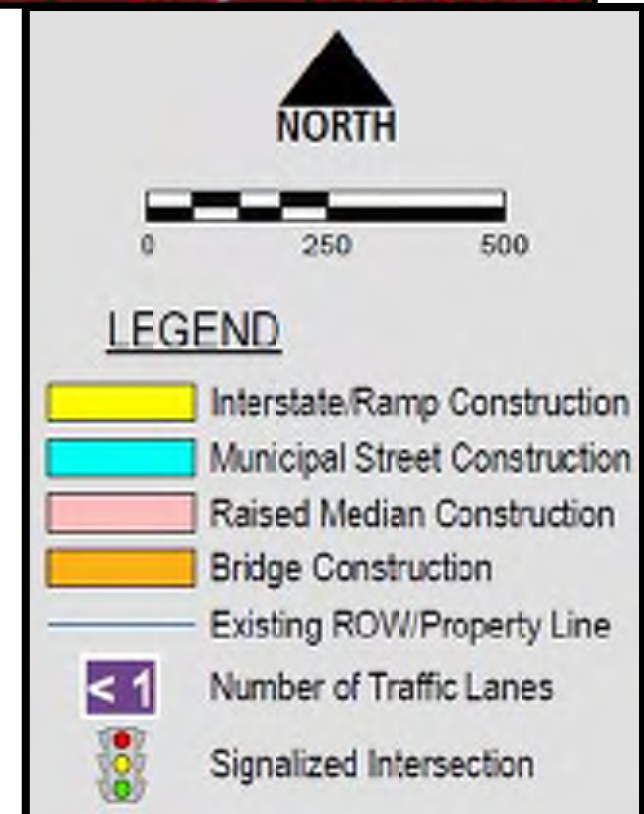 NORTH
0 250 500
LEGEND
Interstate/Ramp Construction
Municipal Street Construction
Raised Median Construction
Bridge Construction
Existing ROW/Property Line
< 1 Number of Traffic Lanes
Signalized Intersection